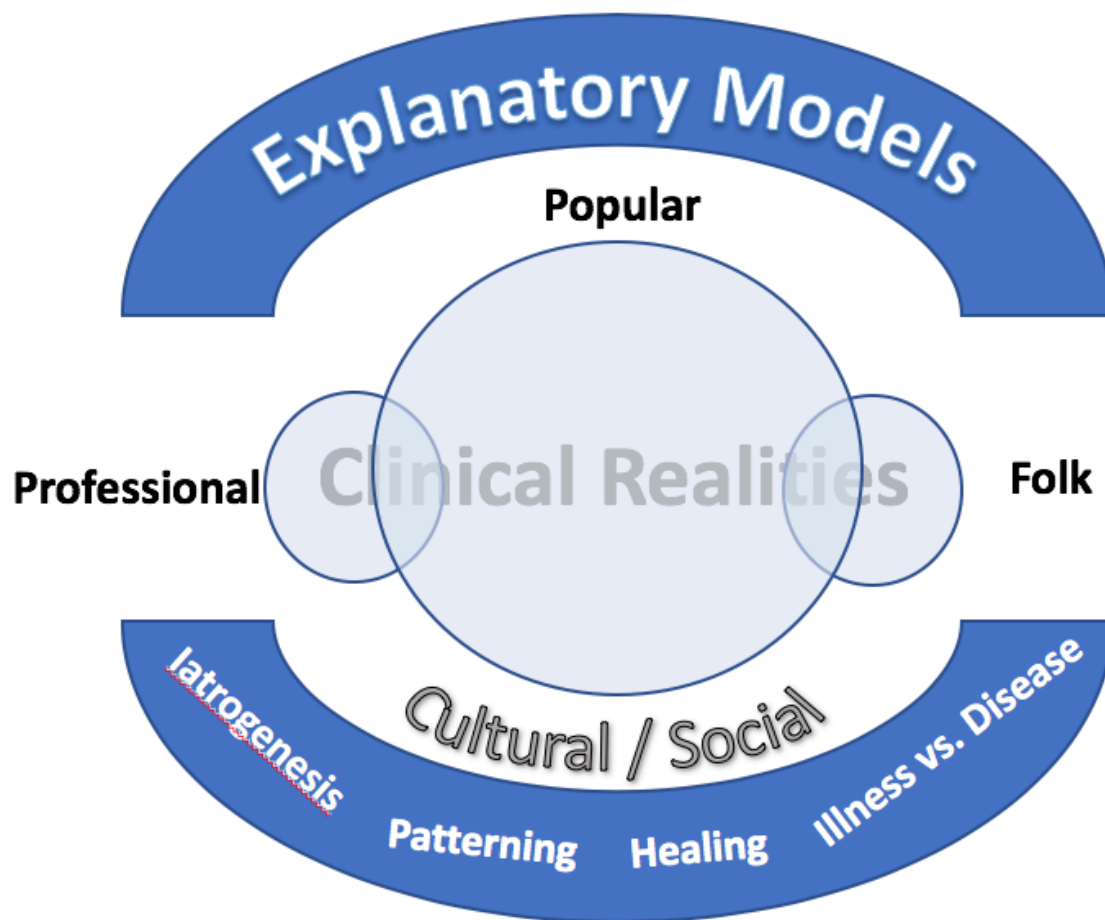 Explanatory Models
Popular
Professional
Clinical Realities
Folk
Cultural / Social
Iatrogenesis
Patterning
Healing
Illness vs. Disease